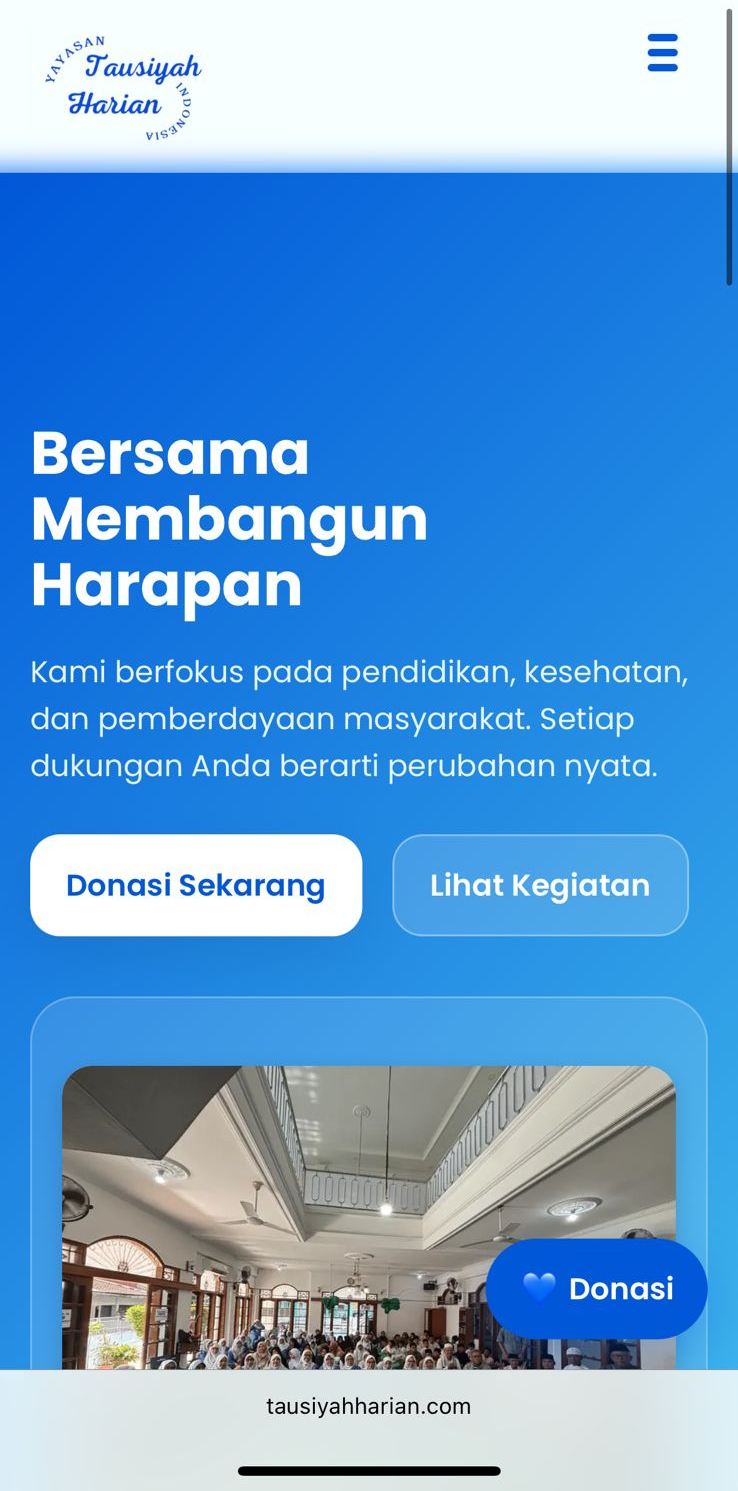 YAYASAN
Tausiyah
Harian
INDONESIA
Bersama
Membangun
Harapan
Kami berfokus pada pendidikan, kesehatan,
dan pemberdayaan masyarakat. Setiap
dukungan Anda berarti perubahan nyata.
Donasi Sekarang
Lihat Kegiatan
💙 Donasi
tausiyahharian.com